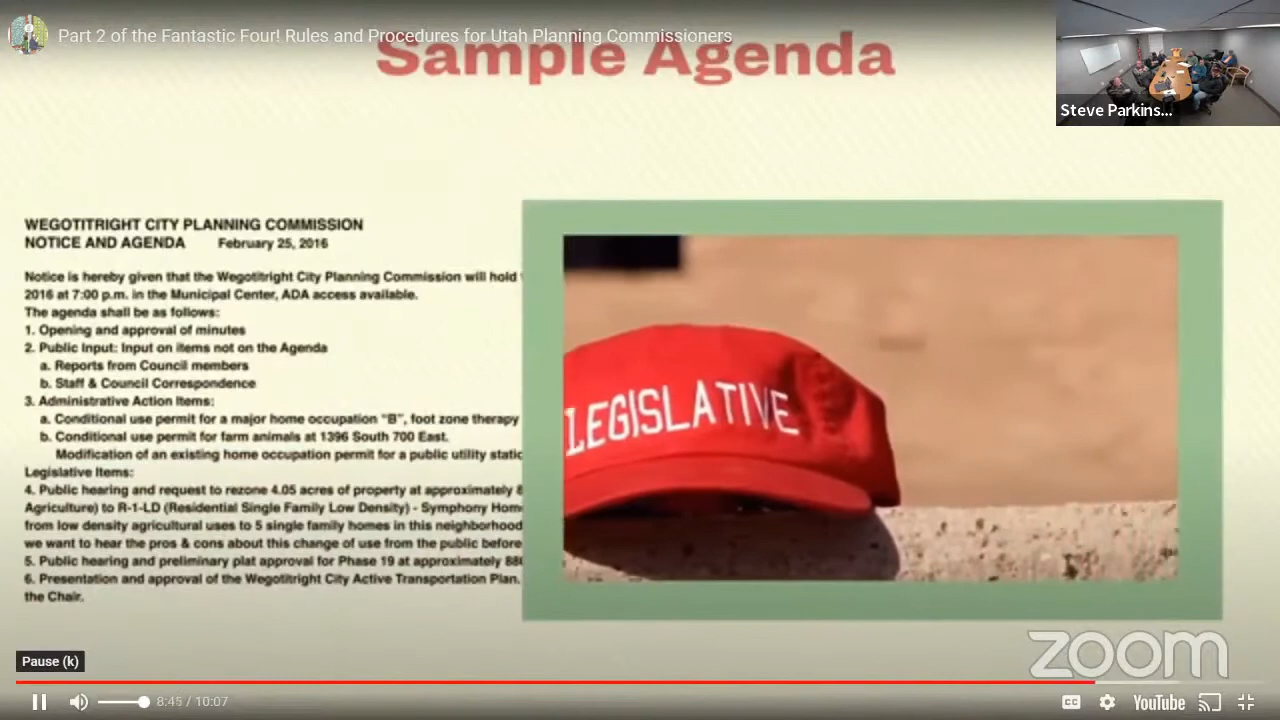 Part 2 of the Fantastic Four! Rules and Procedures for Utah Planning Commissioners
Sample Agenda
Steve Parkins...
WEGOTITRIGHT CITY PLANNING COMMISSION
NOTICE AND AGENDA February 25, 2016
Notice is hereby given that the Wegotitright City Planning Commission will hold
2016 at 7:00 p.m. in the Municipal Center, ADA access available.
The agenda shall be as follows:
1. Opening and approval of minutes
2. Public Input: Input on items not on the Agenda
a. Reports from Council members
b. Staff & Council Correspondence
3. Administrative Action Items:
a. Conditional use permit for a major home occupation "B", foot zone therapy
b. Conditional use permit for farm animals at 1396 South 700 East.
Modification of an existing home occupation permit for a public utility
Legislative Items:
4. Public hearing and request to rezone 4.05 acres of property at approximately
Agriculture) to R-1-LD (Residential Single Family Low Density) - Symphony
from low density agricultural uses to 5 single family homes in this neighborhood
we want to hear the pros & cons about this change of use from the public before
5. Public hearing and preliminary plat approval for Phase 19 at approximately
6. Presentation and approval of the Wegotitright City Active Transportation Plan.
the Chair.
LEGISLATIVE
zoom
Pause (k)
8:45 / 10:07
CC
YouTube